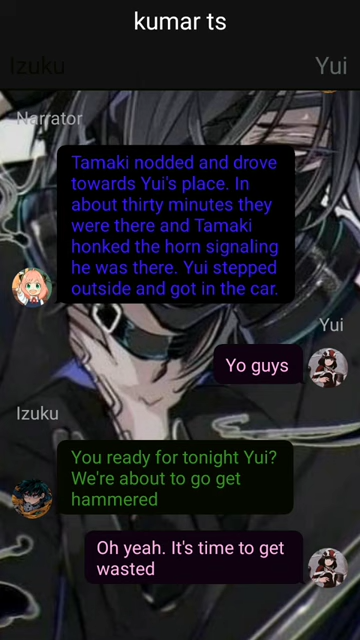 kumar ts
Izuku
Yui
Narrator
Tamaki nodded and drove
towards Yui's place. In
about thirty minutes they
were there and Tamaki
honked the horn signaling
he was there. Yui stepped
outside and got in the car.
Yui
Yo guys
Izuku
You ready for tonight Yui?
We're about to go get
hammered
Oh yeah. It's time to get
wasted